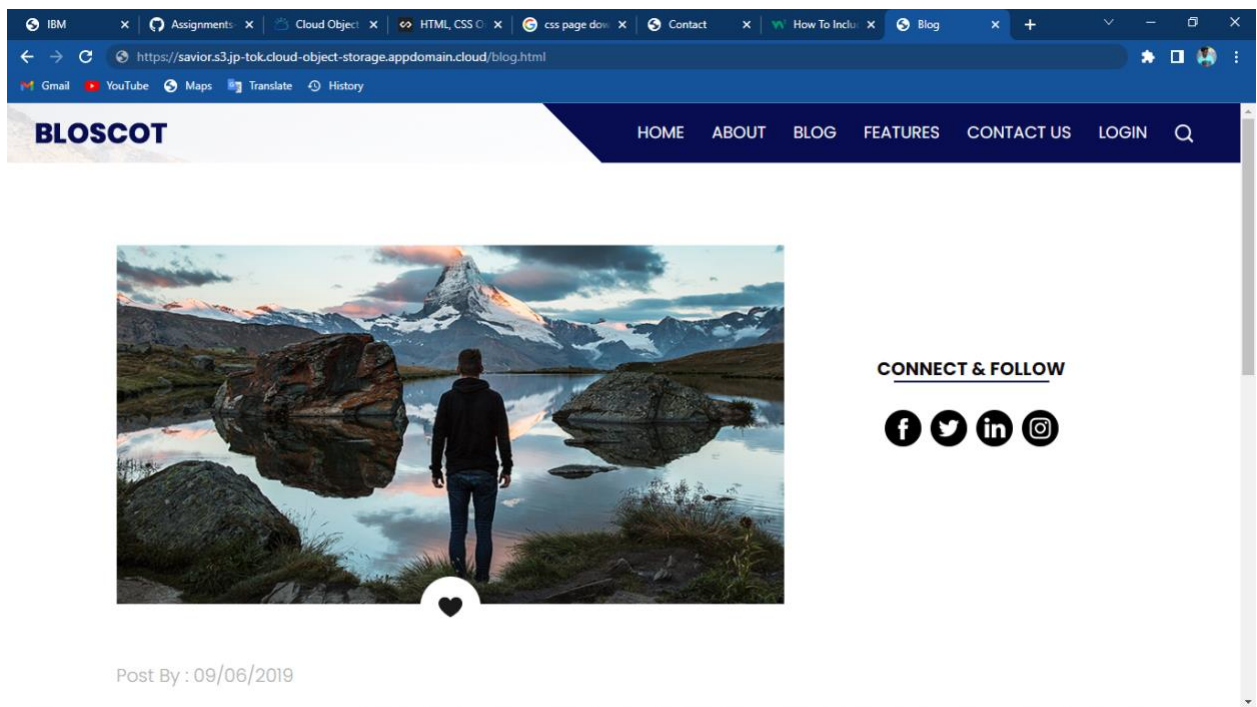 IBM Assignments- Cloud Object HTML, CSS css page dow Contact How To Inclu Blog
https://savior.s3.jp-tok.cloud-object-storage.appdomain.cloud/blog.html
Gmail YouTube Maps Translate History
BLOSCOT HOME ABOUT BLOG FEATURES CONTACT US LOGIN
CONNECT & FOLLOW
Post By : 09/06/2019